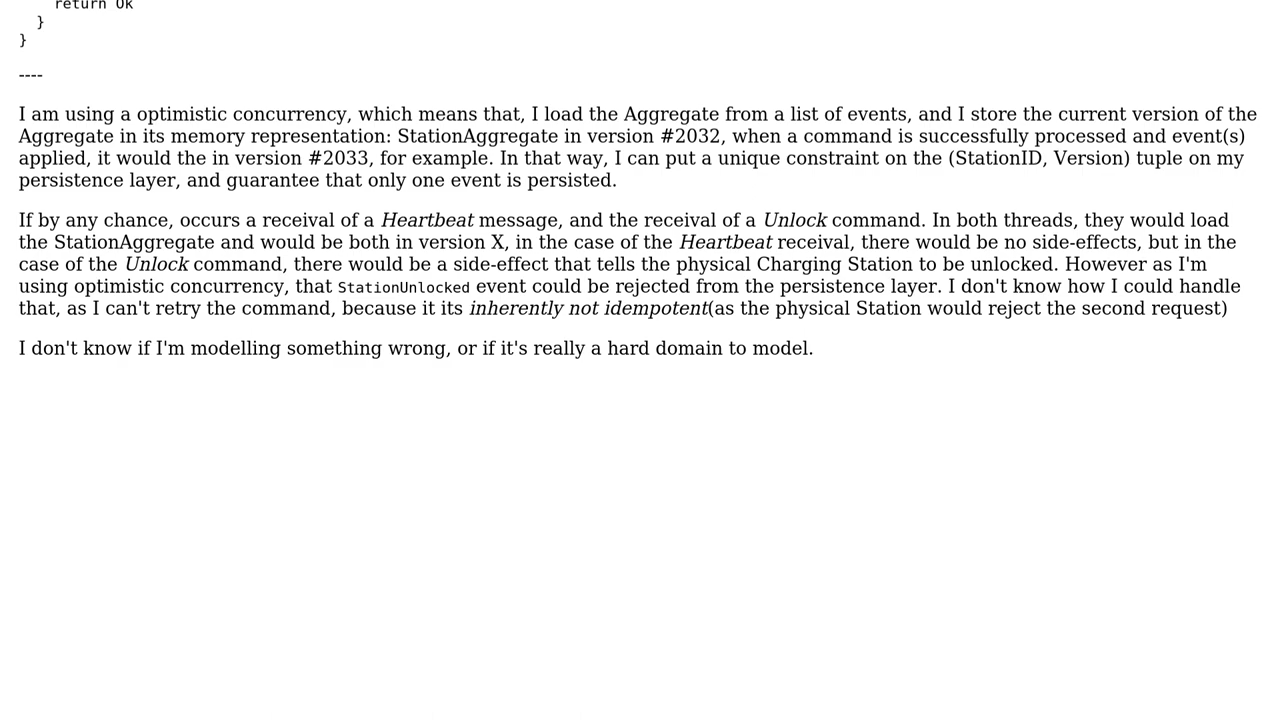 return Ok
}
}
----
I am using a optimistic concurrency, which means that, I load the Aggregate from a list of events, and I store the current version of the
Aggregate in its memory representation: StationAggregate in version #2032, when a command is successfully processed and event(s)
applied, it would the in version #2033, for example. In that way, I can put a unique constraint on the (StationID, Version) tuple on my
persistence layer, and guarantee that only one event is persisted.
If by any chance, occurs a receival of a Heartbeat message, and the receival of a Unlock command. In both threads, they would load
the StationAggregate and would be both in version X, in the case of the Heartbeat receival, there would be no side-effects, but in the
case of the Unlock command, there would be a side-effect that tells the physical Charging Station to be unlocked. However as I'm
using optimistic concurrency, that StationUnlocked event could be rejected from the persistence layer. I don't know how I could handle
that, as I can't retry the command, because it its inherently not idempotent(as the physical Station would reject the second request)
I don't know if I'm modelling something wrong, or if it's really a hard domain to model.